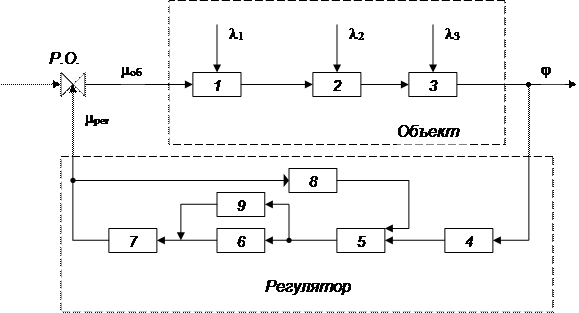 λ1 λ2 λ3
Р.О. μоб 1 2 3 φ
μрег
Объект
8
9
7 6 5 4
Регулятор